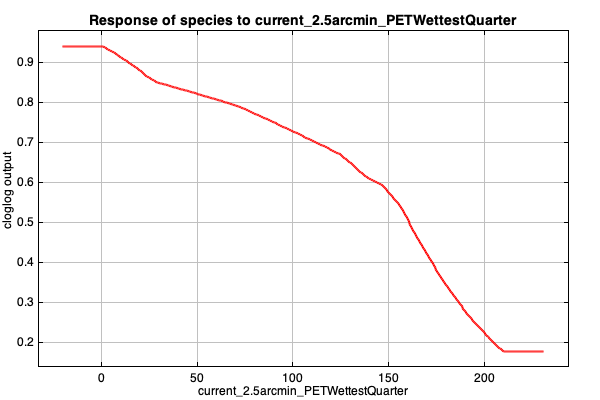 Response of species to current_2.5arcmin_PETWettestQuarter
cloglog output
0.9
0.8
0.7
0.6
0.5
0.4
0.3
0.2
0 50 100 150 200
current_2.5arcmin_PETWettestQuarter